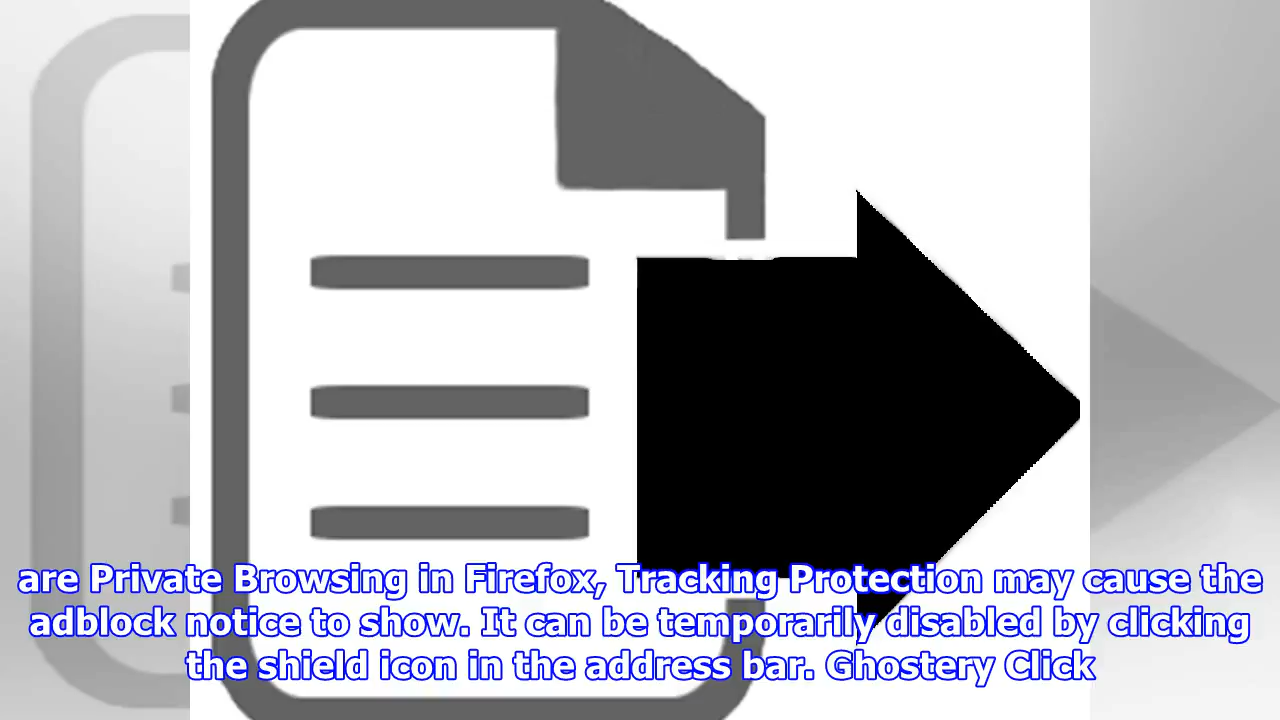 are Private Browsing in Firefox, Tracking Protection may cause the
adblock notice to show. It can be temporarily disabled by clicking
the shield icon in the address bar. Ghostery Click